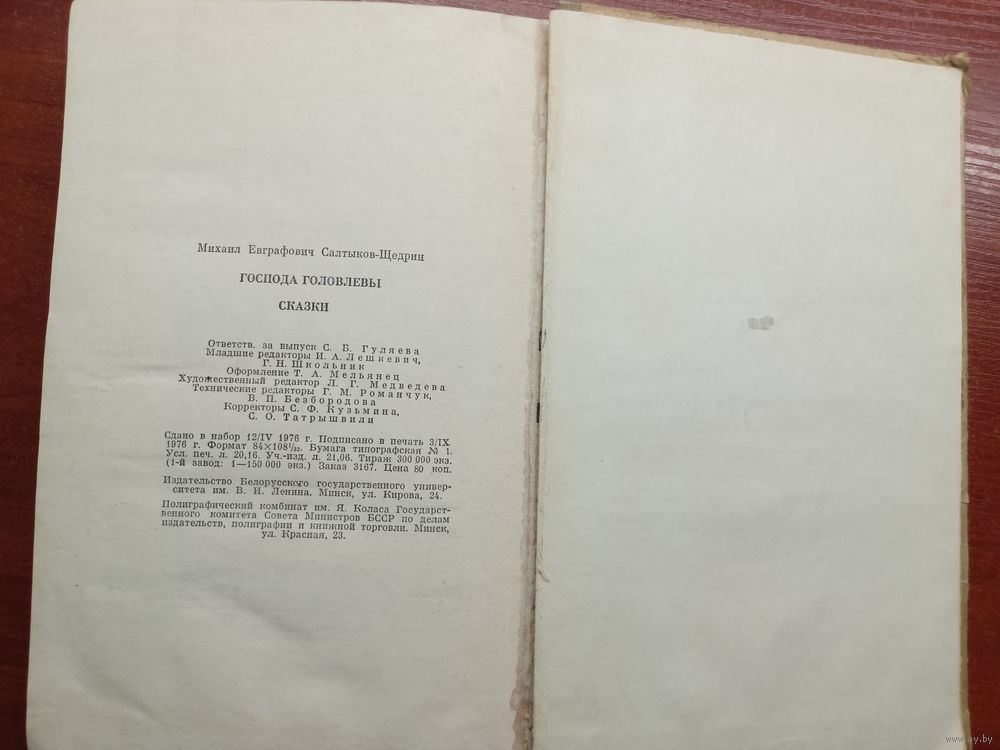 Михаил Евграфович Салтыков-Щедрин
ГОСПОДА ГОЛОВЛЕВЫ
СКАЗКИ
Ответств. за выпуск С. Б. Гуляева
Младшие редакторы И. А. Лешкевич,
Г. Н. Школьник
Оформление Т. А. Мельянец
Художественный редактор Л. Г. Медведева
Технические редакторы Г. М. Романчук,
В. П. Безбородова
Корректоры С. Ф. Кузьмина,
С. О. Татрышвили
Сдано в набор 12/IV 1976 г. Подписано в печать 3/IX
1976 г. Формат 84×108¹/₃₂. Бумага типографская № 1.
Усл. печ. л. 20,16. Уч.-изд. л. 21,06. Тираж 300 000 экз.
(1-й завод: 1—150 000 экз.) Заказ 3167. Цена 80 коп.
Издательство Белорусского государственного универ-
ситета им. В. И. Ленина. Минск, ул. Кирова, 24.
Полиграфический комбинат им. Я. Коласа Государст-
венного комитета Совета Министров БССР по делам
издательств, полиграфии и книжной торговли. Минск,
ул. Красная, 23.
www.ay.by